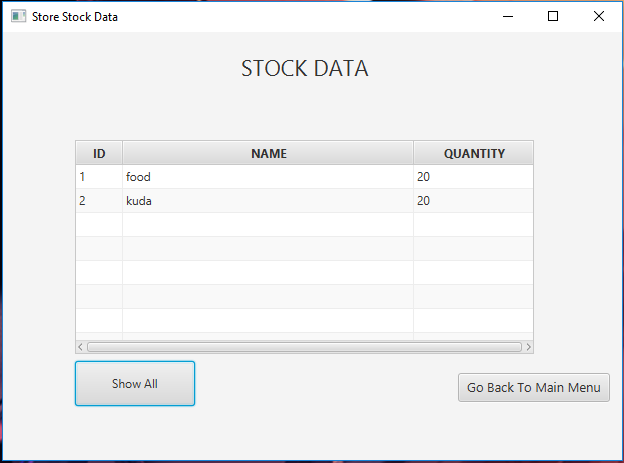 Store Stock Data
STOCK DATA
ID NAME QUANTITY
1 food 20
2 kuda 20
Show All
Go Back To Main Menu